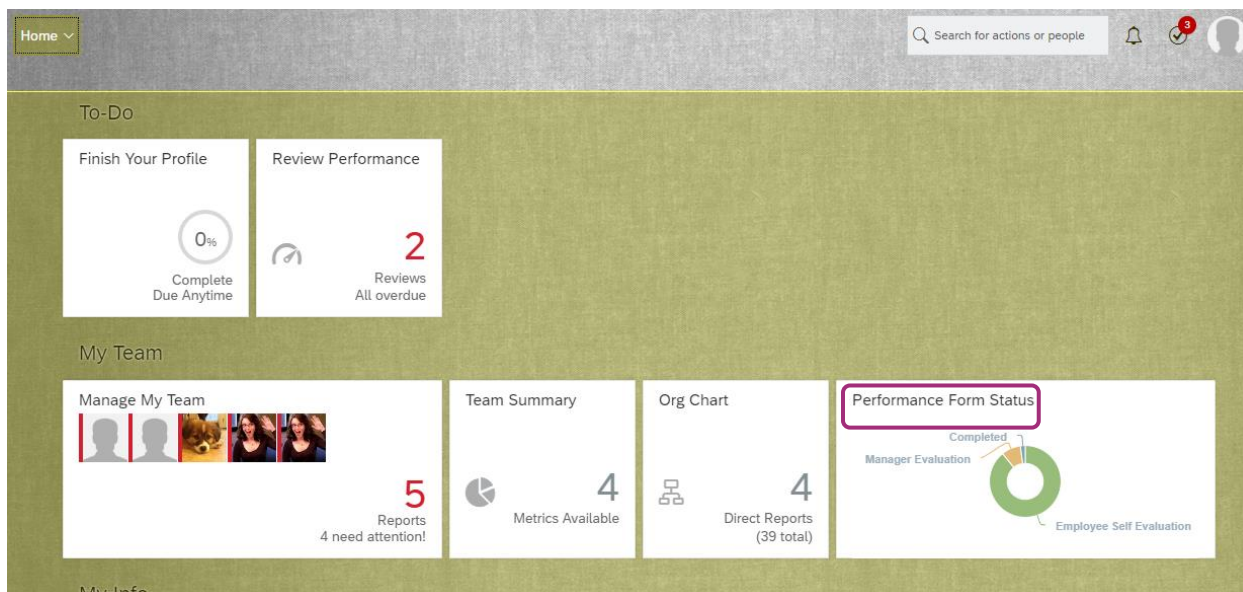 Home
Search for actions or people
3
To-Do
Finish Your Profile
0%
Complete
Due Anytime
Review Performance
2
Reviews
All overdue
My Team
Manage My Team
5
Reports
4 need attention!
Team Summary
4
Metrics Available
Org Chart
4
Direct Reports
(39 total)
Performance Form Status
Completed
Manager Evaluation
Employee Self Evaluation
My Info